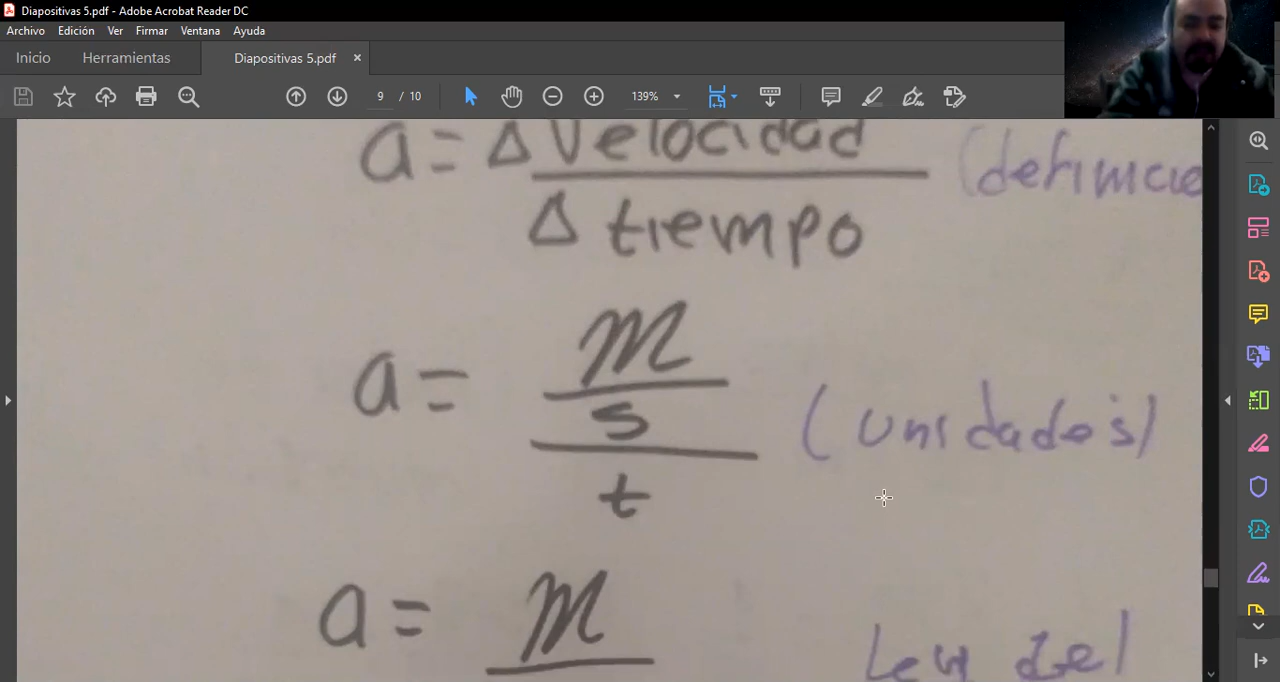 Diapositivas 5.pdf - Adobe Acrobat Reader DC
Archivo Edición Ver Firmar Ventana Ayuda
Inicio Herramientas Diapositivas 5.pdf ×
9 / 10 139%
a = Δ Velocidad
Δ tiempo
a = m
s (unidades)
t
a = m
Ley del